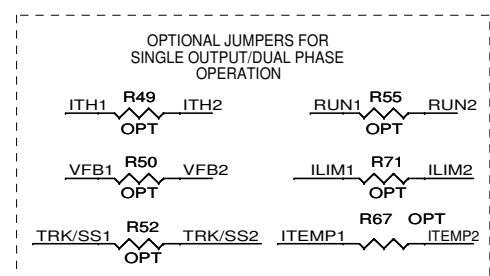 OPTIONAL JUMPERS FOR
SINGLE OUTPUT/DUAL PHASE
OPERATION
ITH1 R49 ITH2
OPT
RUN1 R55 RUN2
OPT
VFB1 R50 VFB2
OPT
ILIM1 R71 ILIM2
OPT
TRK/SS1 R52 TRK/SS2
OPT
R67 OPT
ITEMP1 ITEMP2